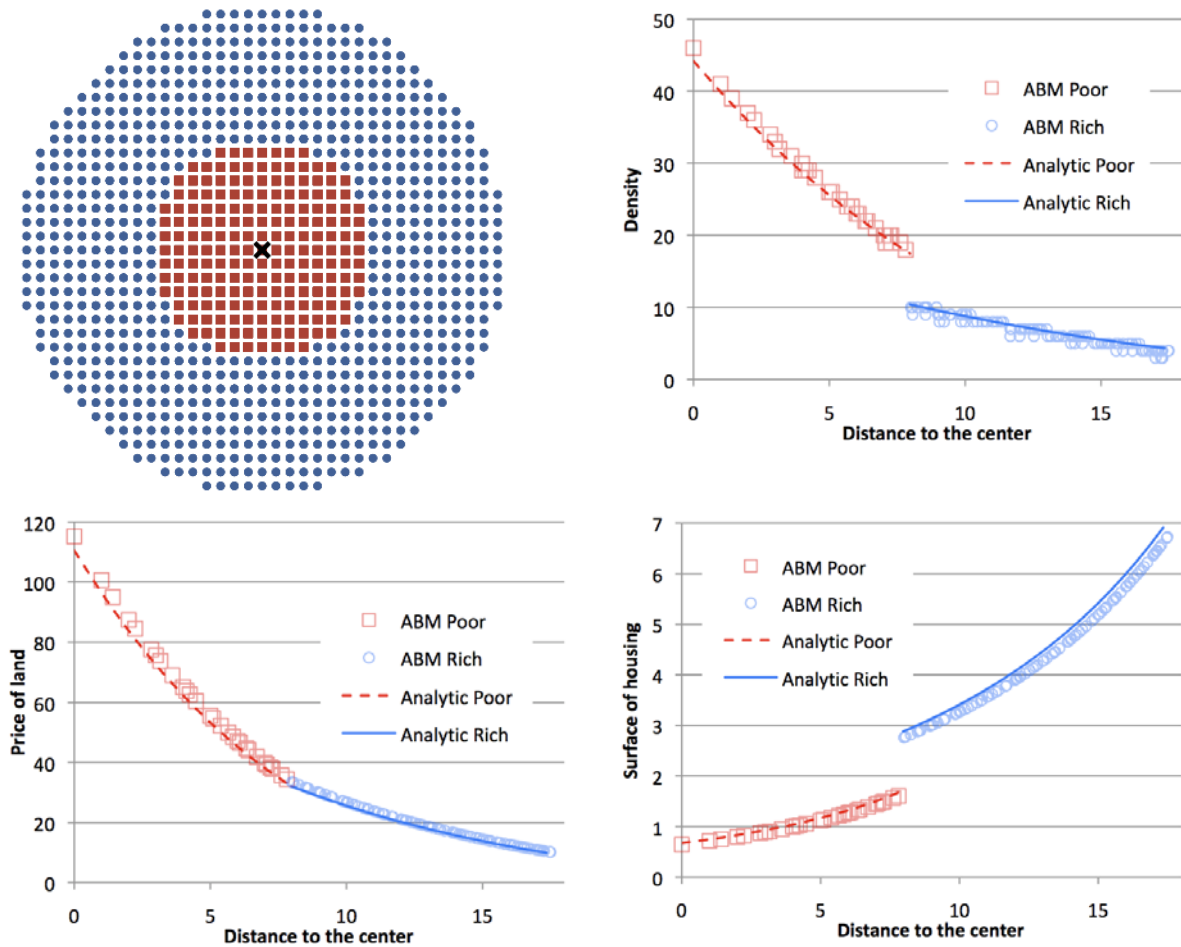 50
40
30
20
10
0
Density
ABM Poor
ABM Rich
Analytic Poor
Analytic Rich
0 5 10 15
Distance to the center
120
100
80
60
40
20
0
Price of land
ABM Poor
ABM Rich
Analytic Poor
Analytic Rich
0 5 10 15
Distance to the center
7
6
5
4
3
2
1
0
Surface of housing
ABM Poor
ABM Rich
Analytic Poor
Analytic Rich
0 5 10 15
Distance to the center